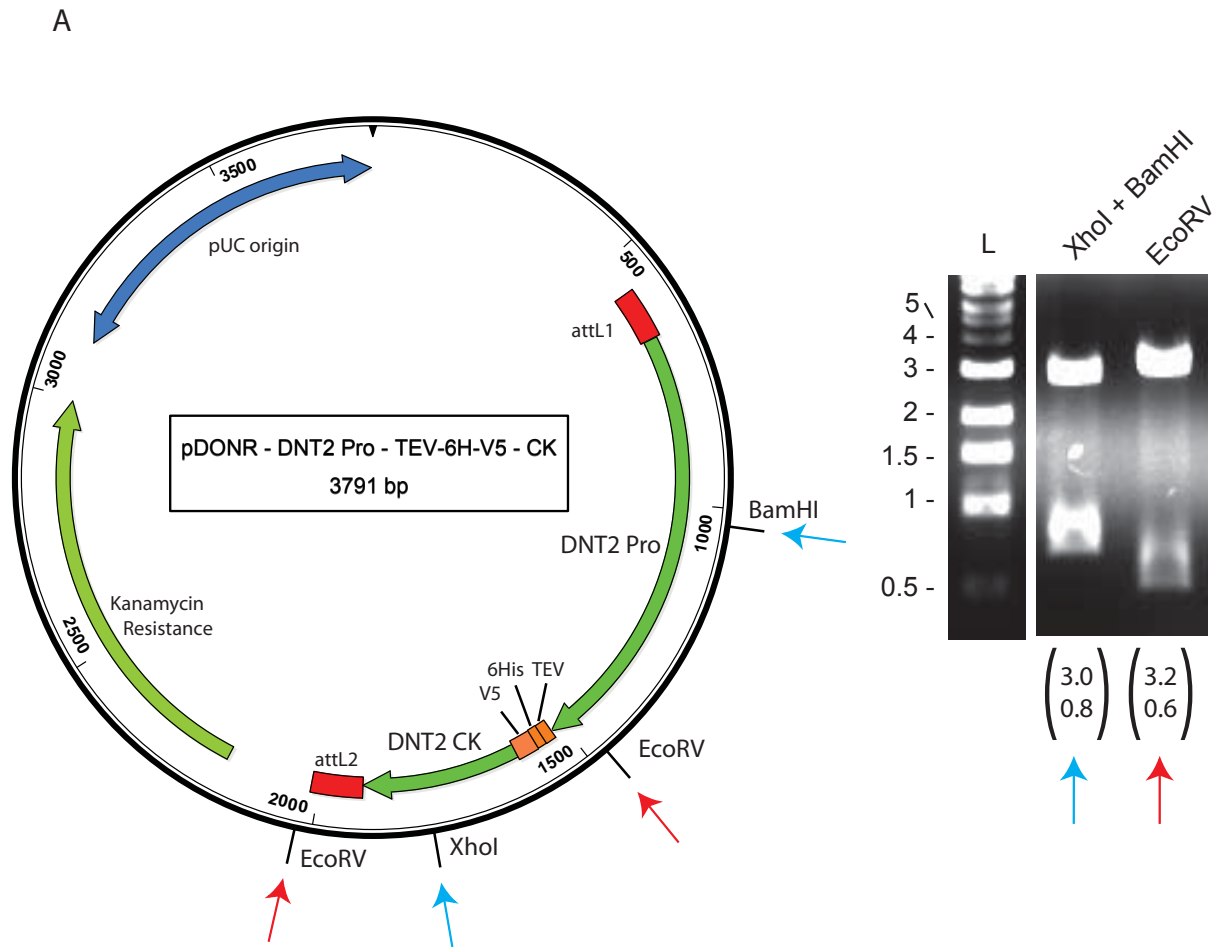 A
3500
pUC origin
500
attL1
3000
pDONR - DNT2 Pro - TEV-6H-V5 - CK
3791 bp
BamHI
1000
DNT2 Pro
Kanamycin
Resistance
2500
6His TEV
V5
DNT2 CK
1500
EcoRV
attL2
2000
XhoI
EcoRV
XhoI + BamHI
EcoRV
L
5
4 -
3 -
2 -
1.5 -
1 -
0.5 -
(3.0
0.8)
(3.2
0.6)